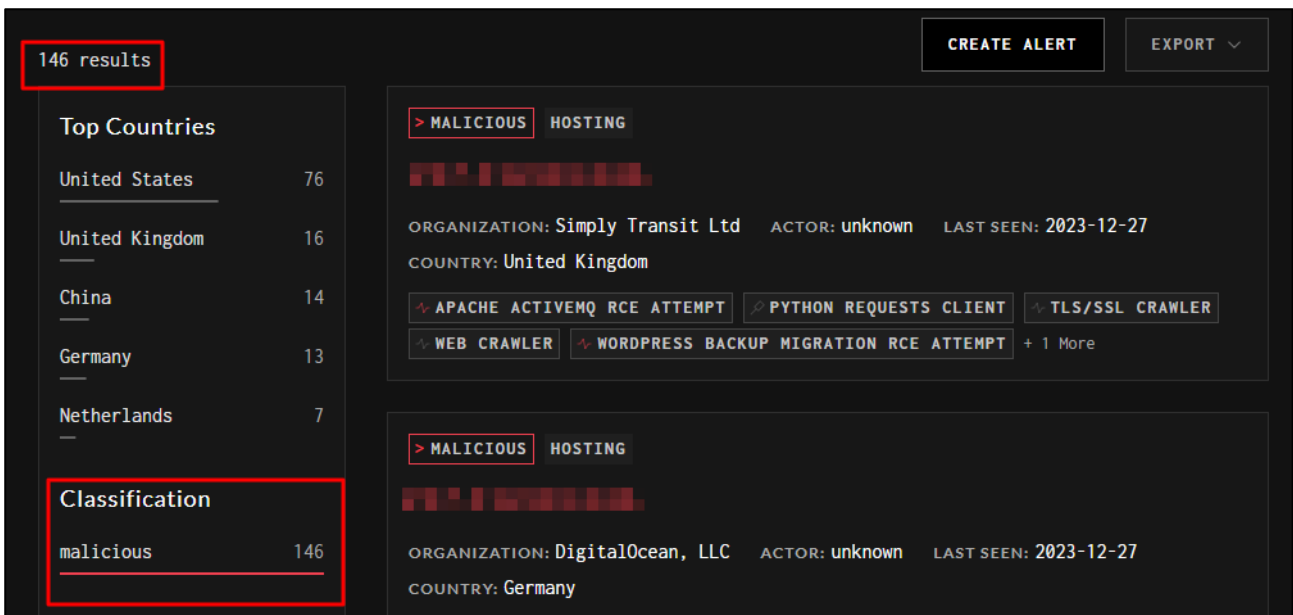 146 results
CREATE ALERT
EXPORT
Top Countries
United States 76
United Kingdom 16
China 14
Germany 13
Netherlands 7
Classification
malicious 146
> MALICIOUS HOSTING
ORGANIZATION: Simply Transit Ltd ACTOR: unknown LAST SEEN: 2023-12-27
COUNTRY: United Kingdom
APACHE ACTIVEMQ RCE ATTEMPT PYTHON REQUESTS CLIENT TLS/SSL CRAWLER
WEB CRAWLER WORDPRESS BACKUP MIGRATION RCE ATTEMPT + 1 More
> MALICIOUS HOSTING
ORGANIZATION: DigitalOcean, LLC ACTOR: unknown LAST SEEN: 2023-12-27
COUNTRY: Germany